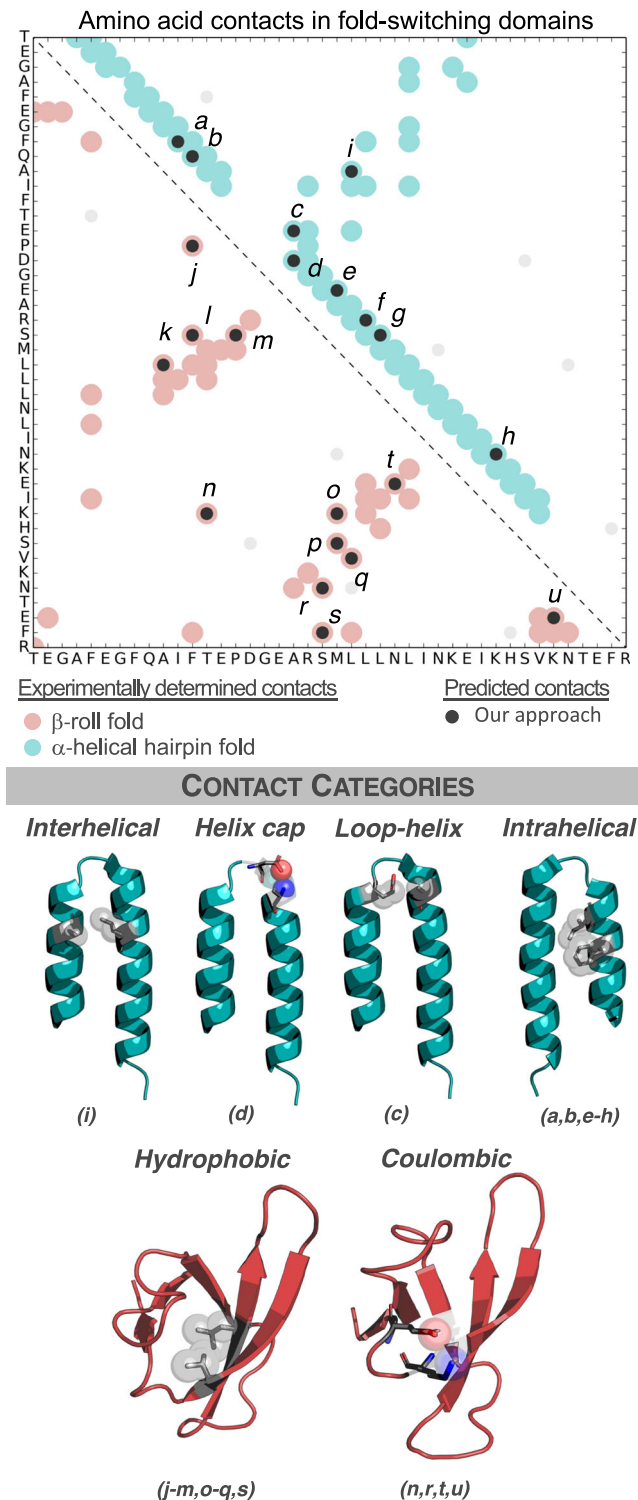 Amino acid contacts in fold-switching domains
T
E
G
A
F
E
G
F
Q
A
I
F
T
E
P
D
G
E
A
R
S
M
L
L
L
N
L
I
N
K
E
I
K
H
S
V
K
N
T
E
F
R
a
b
i
c
d
e
f
g
h
j
k
l
m
n
o
t
p
q
r
s
u
T E G A F E G F Q A I F T E P D G E A R S M L L L N L I N K E I K H S V K N T E F R
Experimentally determined contacts
β-roll fold
α-helical hairpin fold
Predicted contacts
Our approach
CONTACT CATEGORIES
Interhelical
Helix cap
Loop-helix
Intrahelical
(i)
(d)
(c)
(a,b,e-h)
Hydrophobic
Coulombic
(j-m,o-q,s)
(n,r,t,u)